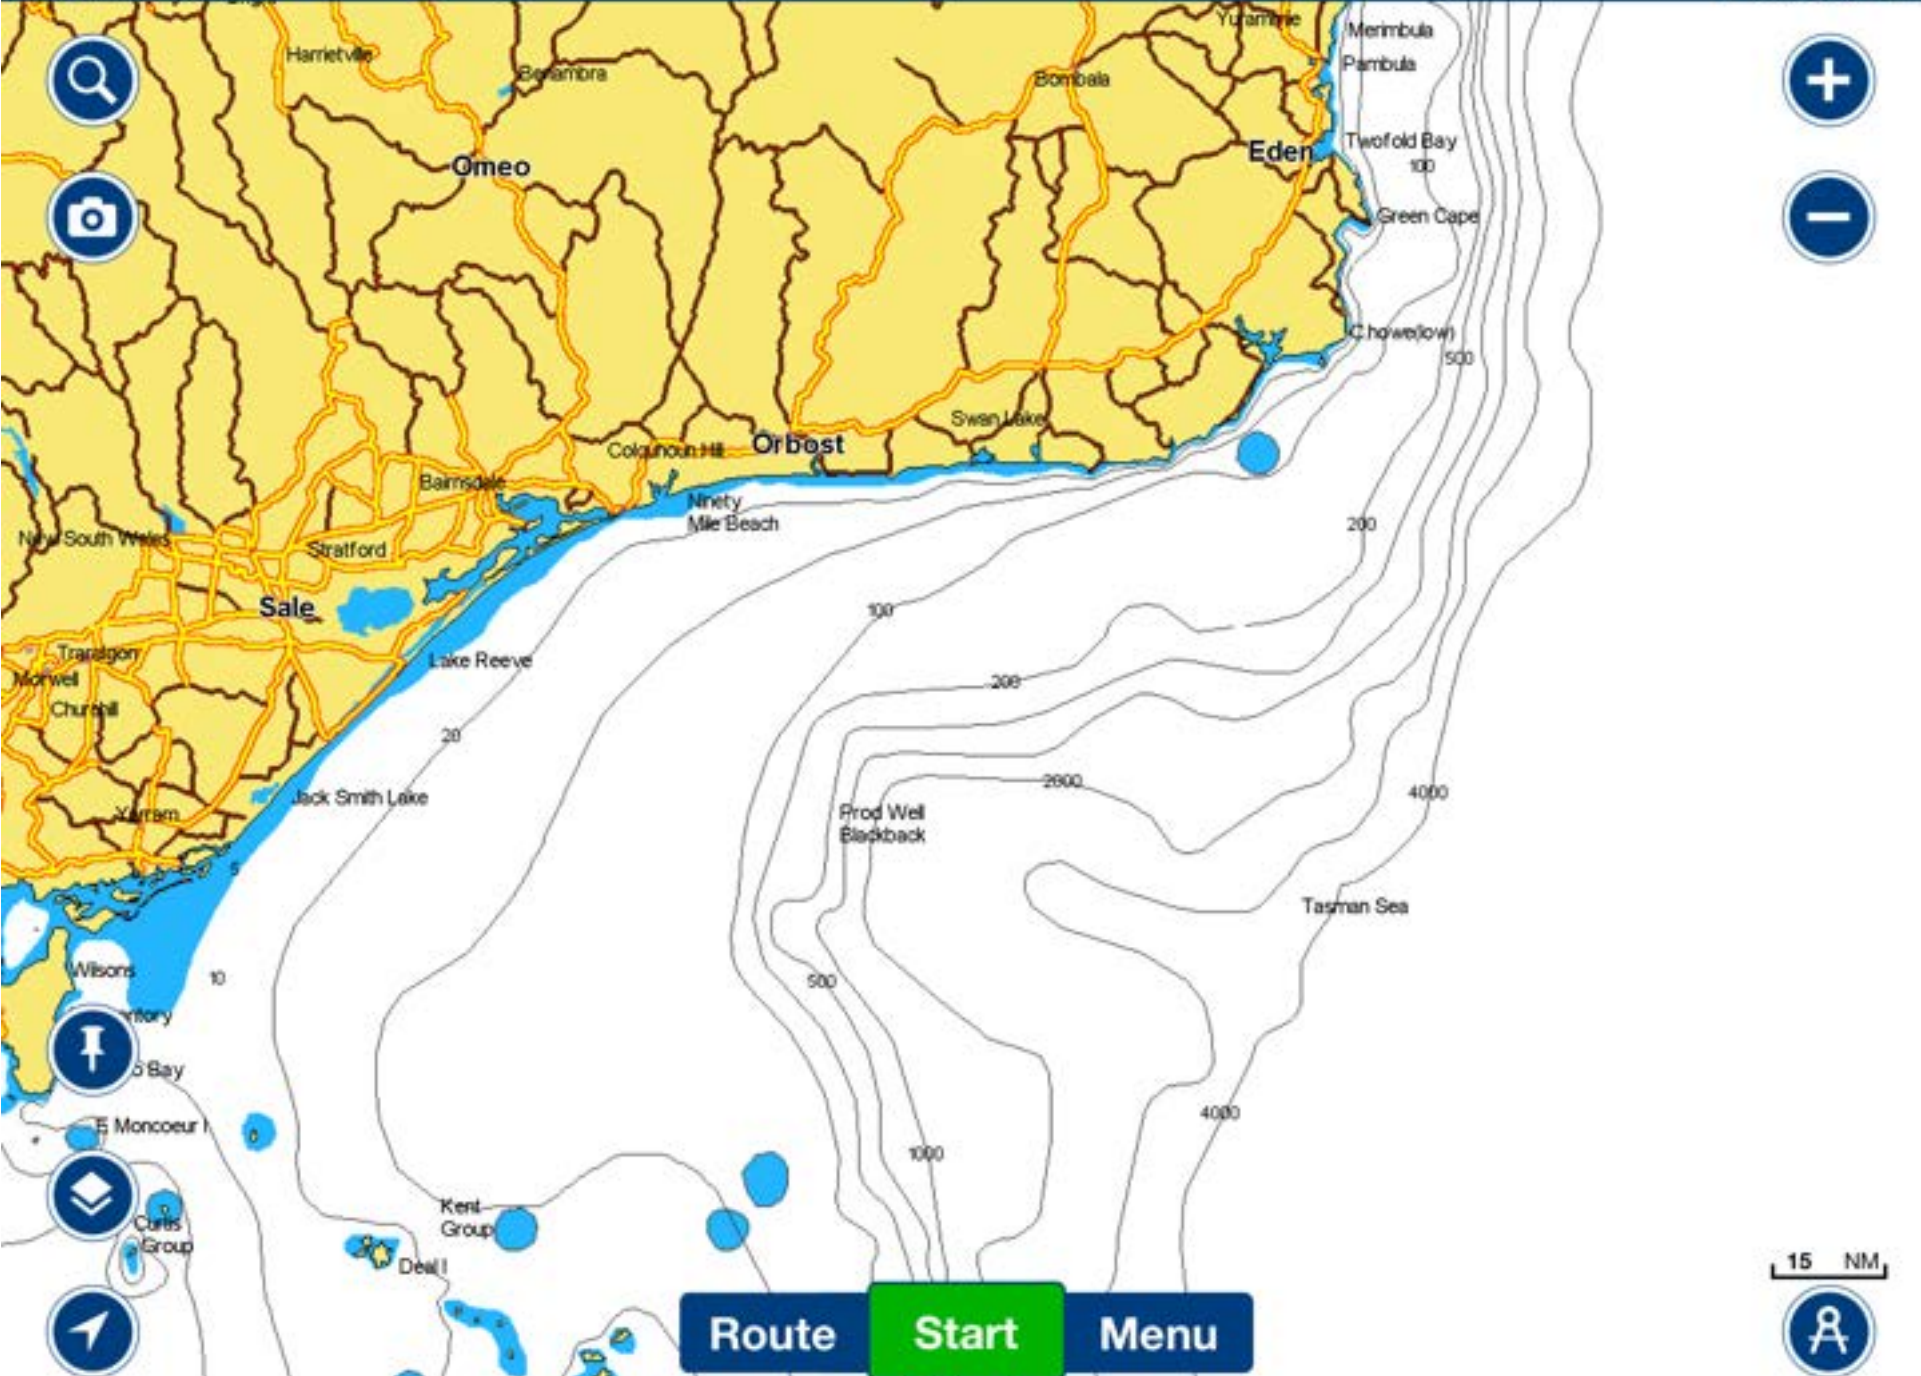 Yurammie
Merimbula
Harrietville
Pambula
Benambra
Bombala
Twofold Bay
Eden
100
Omeo
Green Cape
C howe(low)
500
Swan Lake
Colquhoun Hill
Orbost
Bairnsdale
Ninety
Mile Beach
200
New South Wales
Stratford
Sale
100
Traralgon
Lake Reeve
Morwell
200
Churchill
20
2000
4000
Jack Smith Lake
Prod Well
Blackback
Yarram
5
Tasman Sea
Wilsons
10
500
ontory
Bay
4000
E Moncoeur I
1000
Kent
Group
Curtis
Group
Deal I
15 NM
Route
Start
Menu